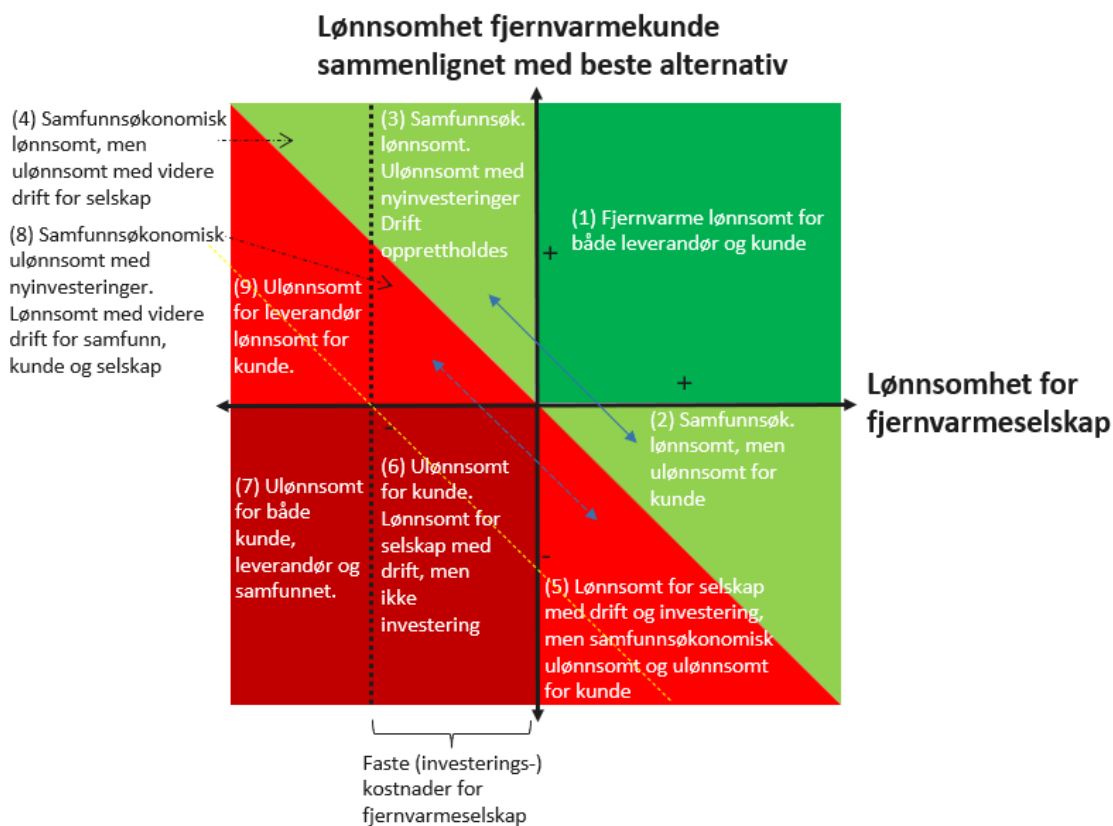 Lønnsomhet fjernvarmekunde
sammenlignet med beste alternativ
(4) Samfunnsøkonomisk
lønnsomt, men
ulønnsomt med videre
drift for selskap
(3) Samfunnsøk.
lønnsomt.
Ulønnsomt med
nyinvesteringer
Drift
opprettholdes
(1) Fjernvarme lønnsomt for
både leverandør og kunde
+
(8) Samfunnsøkonomisk
ulønnsomt med
nyinvesteringer.
Lønnsomt med videre
drift for samfunn,
kunde og selskap
(9) Ulønnsomt
for leverandør
lønnsomt for
kunde.
+
Lønnsomhet for
fjernvarmeselskap
-
(2) Samfunnsøk.
lønnsomt, men
ulønnsomt for
kunde
(7) Ulønnsomt
for både
kunde,
leverandør og
samfunnet.
(6) Ulønnsomt
for kunde.
Lønnsomt for
selskap med
drift, men
ikke
investering
-
(5) Lønnsomt for selskap
med drift og investering,
men samfunnsøkonomisk
ulønnsomt og ulønnsomt
for kunde
Faste (investerings-)
kostnader for
fjernvarmeselskap